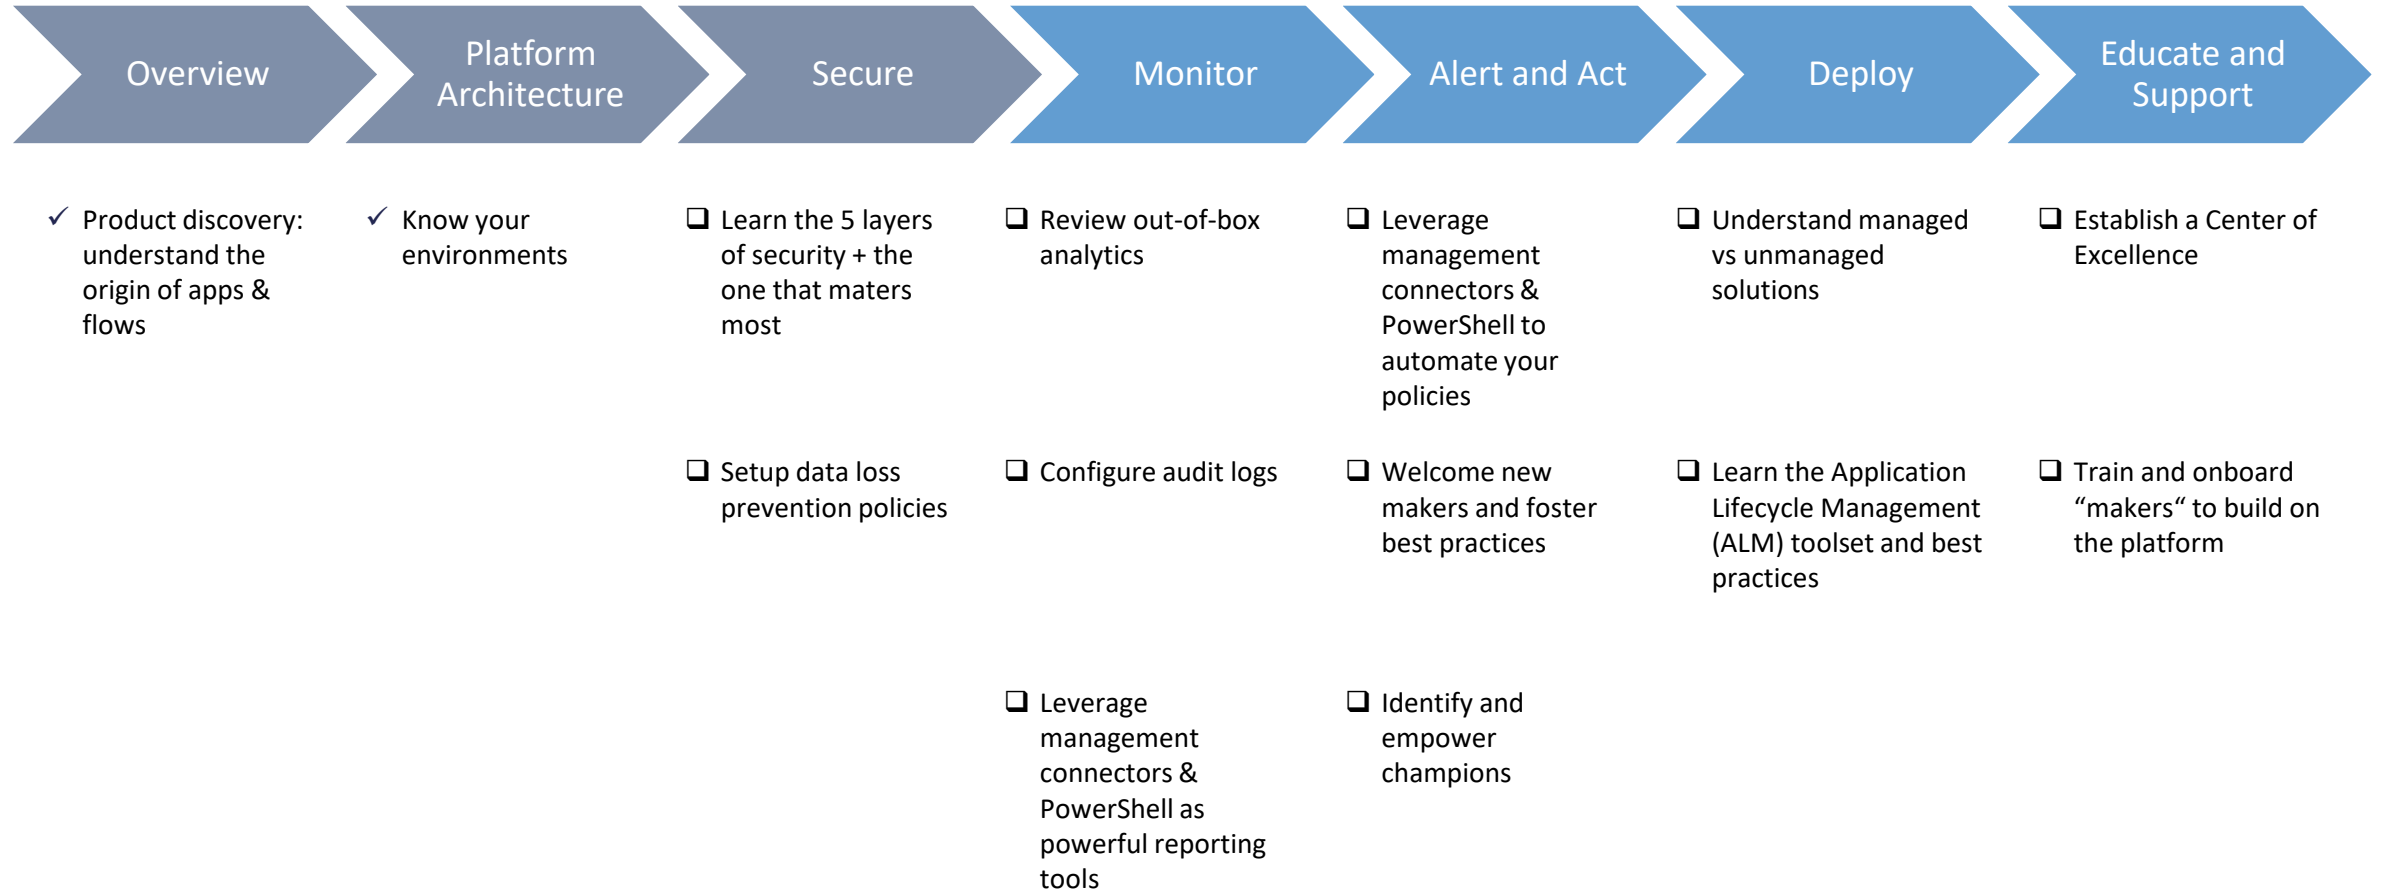 Overview
Platform
Architecture
Secure
Monitor
Alert and Act
Deploy
Educate and
Support
✓ Product discovery:
understand the
origin of apps &
flows
✓ Know your
environments
❑ Learn the 5 layers
of security + the
one that maters
most
❑ Setup data loss
prevention policies
❑ Review out-of-box
analytics
❑ Configure audit logs
❑ Leverage
management
connectors &
PowerShell as
powerful reporting
tools
❑ Leverage
management
connectors &
PowerShell to
automate your
policies
❑ Welcome new
makers and foster
best practices
❑ Identify and
empower
champions
❑ Understand managed
vs unmanaged
solutions
❑ Learn the Application
Lifecycle Management
(ALM) toolset and best
practices
❑ Establish a Center of
Excellence
❑ Train and onboard
“makers“ to build on
the platform